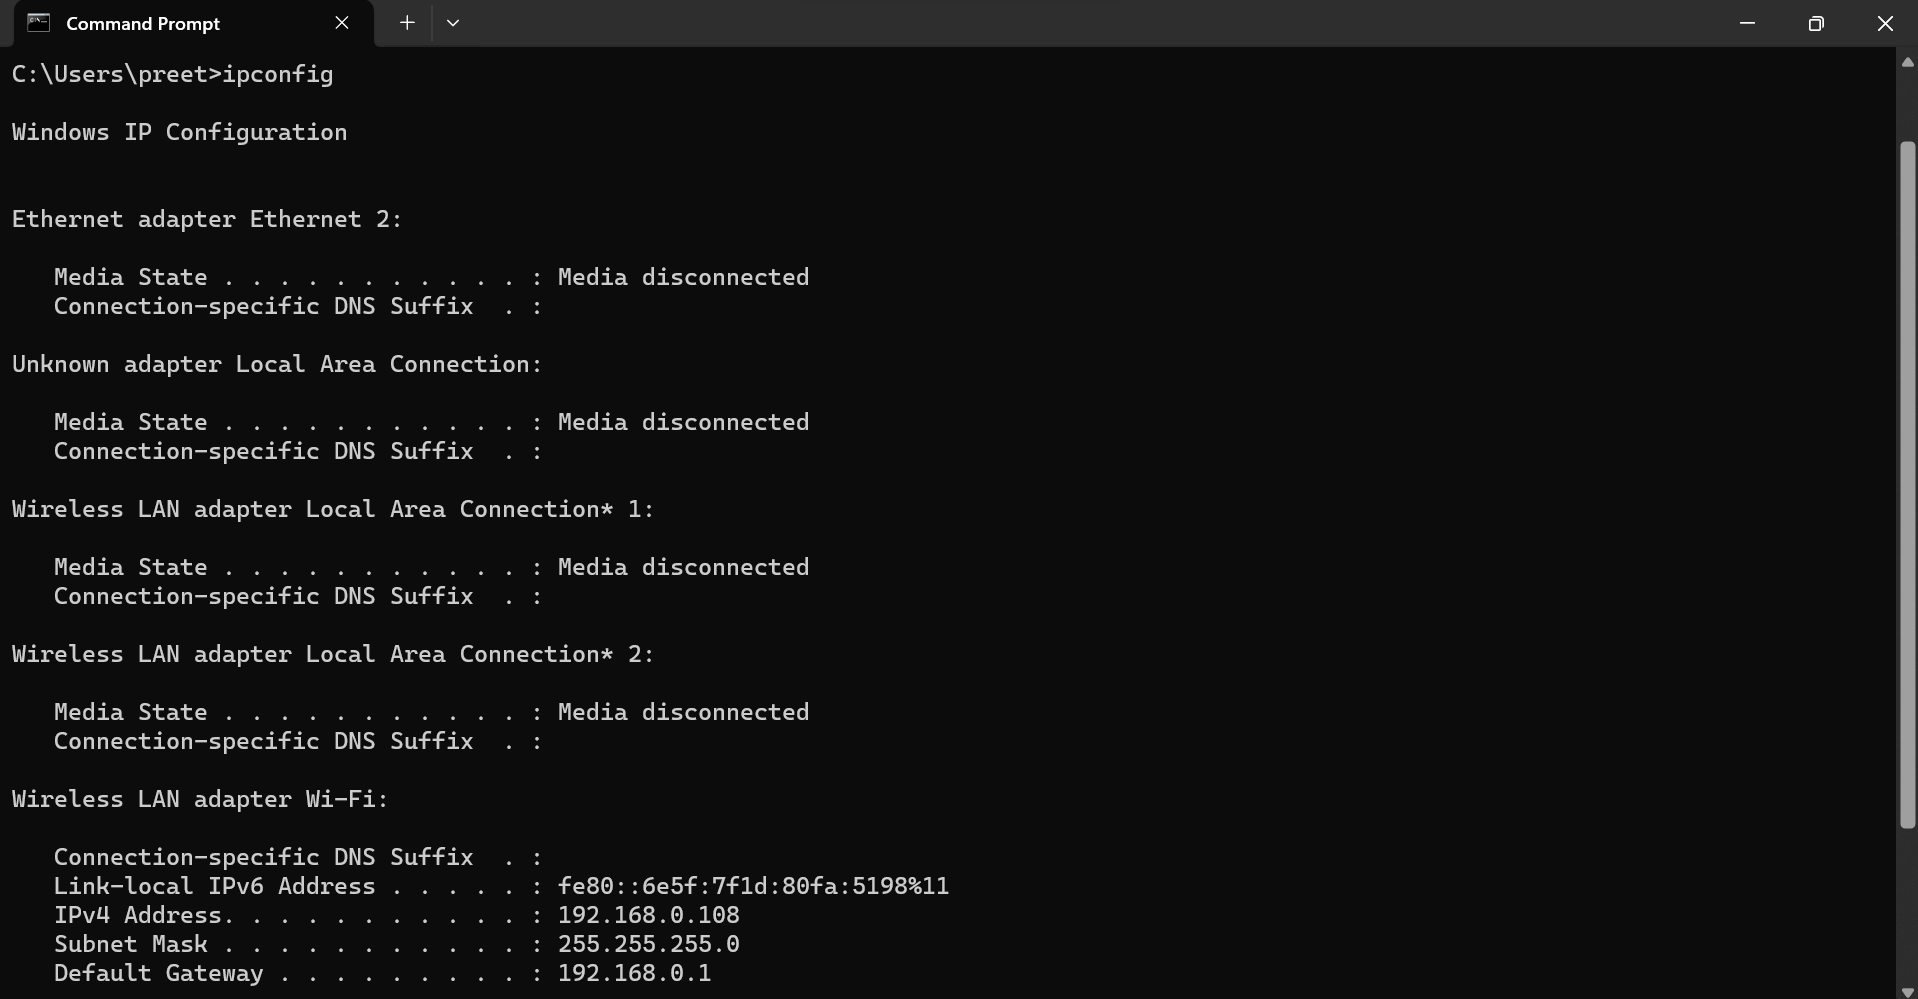 Command Prompt
C:\Users\preet>ipconfig
Windows IP Configuration
Ethernet adapter Ethernet 2:
   Media State . . . . . . . . . . . : Media disconnected
   Connection-specific DNS Suffix  . :
Unknown adapter Local Area Connection:
   Media State . . . . . . . . . . . : Media disconnected
   Connection-specific DNS Suffix  . :
Wireless LAN adapter Local Area Connection* 1:
   Media State . . . . . . . . . . . : Media disconnected
   Connection-specific DNS Suffix  . :
Wireless LAN adapter Local Area Connection* 2:
   Media State . . . . . . . . . . . : Media disconnected
   Connection-specific DNS Suffix  . :
Wireless LAN adapter Wi-Fi:
   Connection-specific DNS Suffix  . :
   Link-local IPv6 Address . . . . . : fe80::6e5f:7f1d:80fa:5198%11
   IPv4 Address. . . . . . . . . . . : 192.168.0.108
   Subnet Mask . . . . . . . . . . . : 255.255.255.0
   Default Gateway . . . . . . . . . : 192.168.0.1